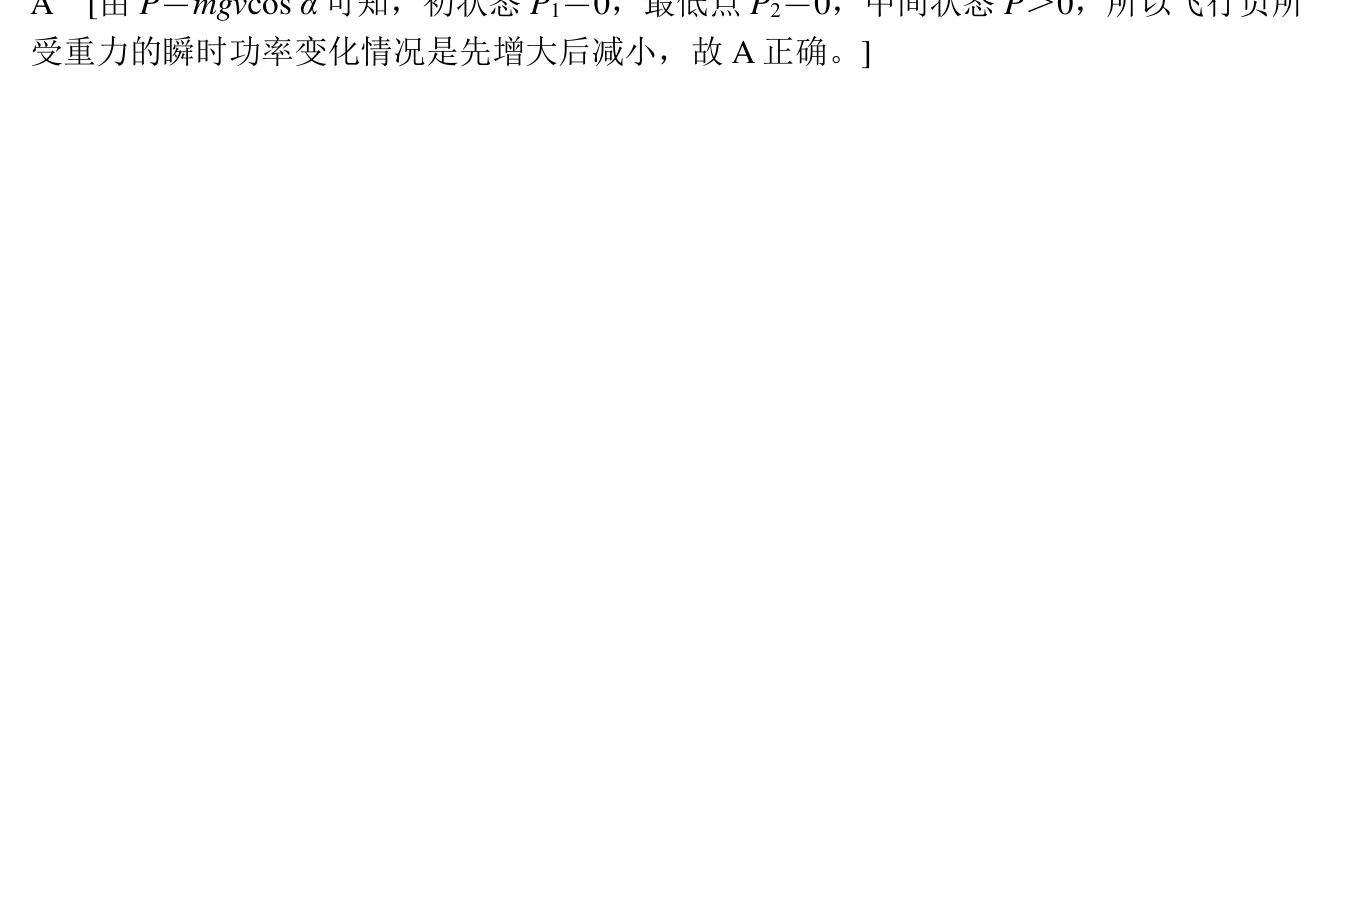 A [由 P=mgvcos α 可知，初状态 P₁=0，最低点 P₂=0，中间状态 P＞0，所以飞行员所
受重力的瞬时功率变化情况是先增大后减小，故 A 正确。]